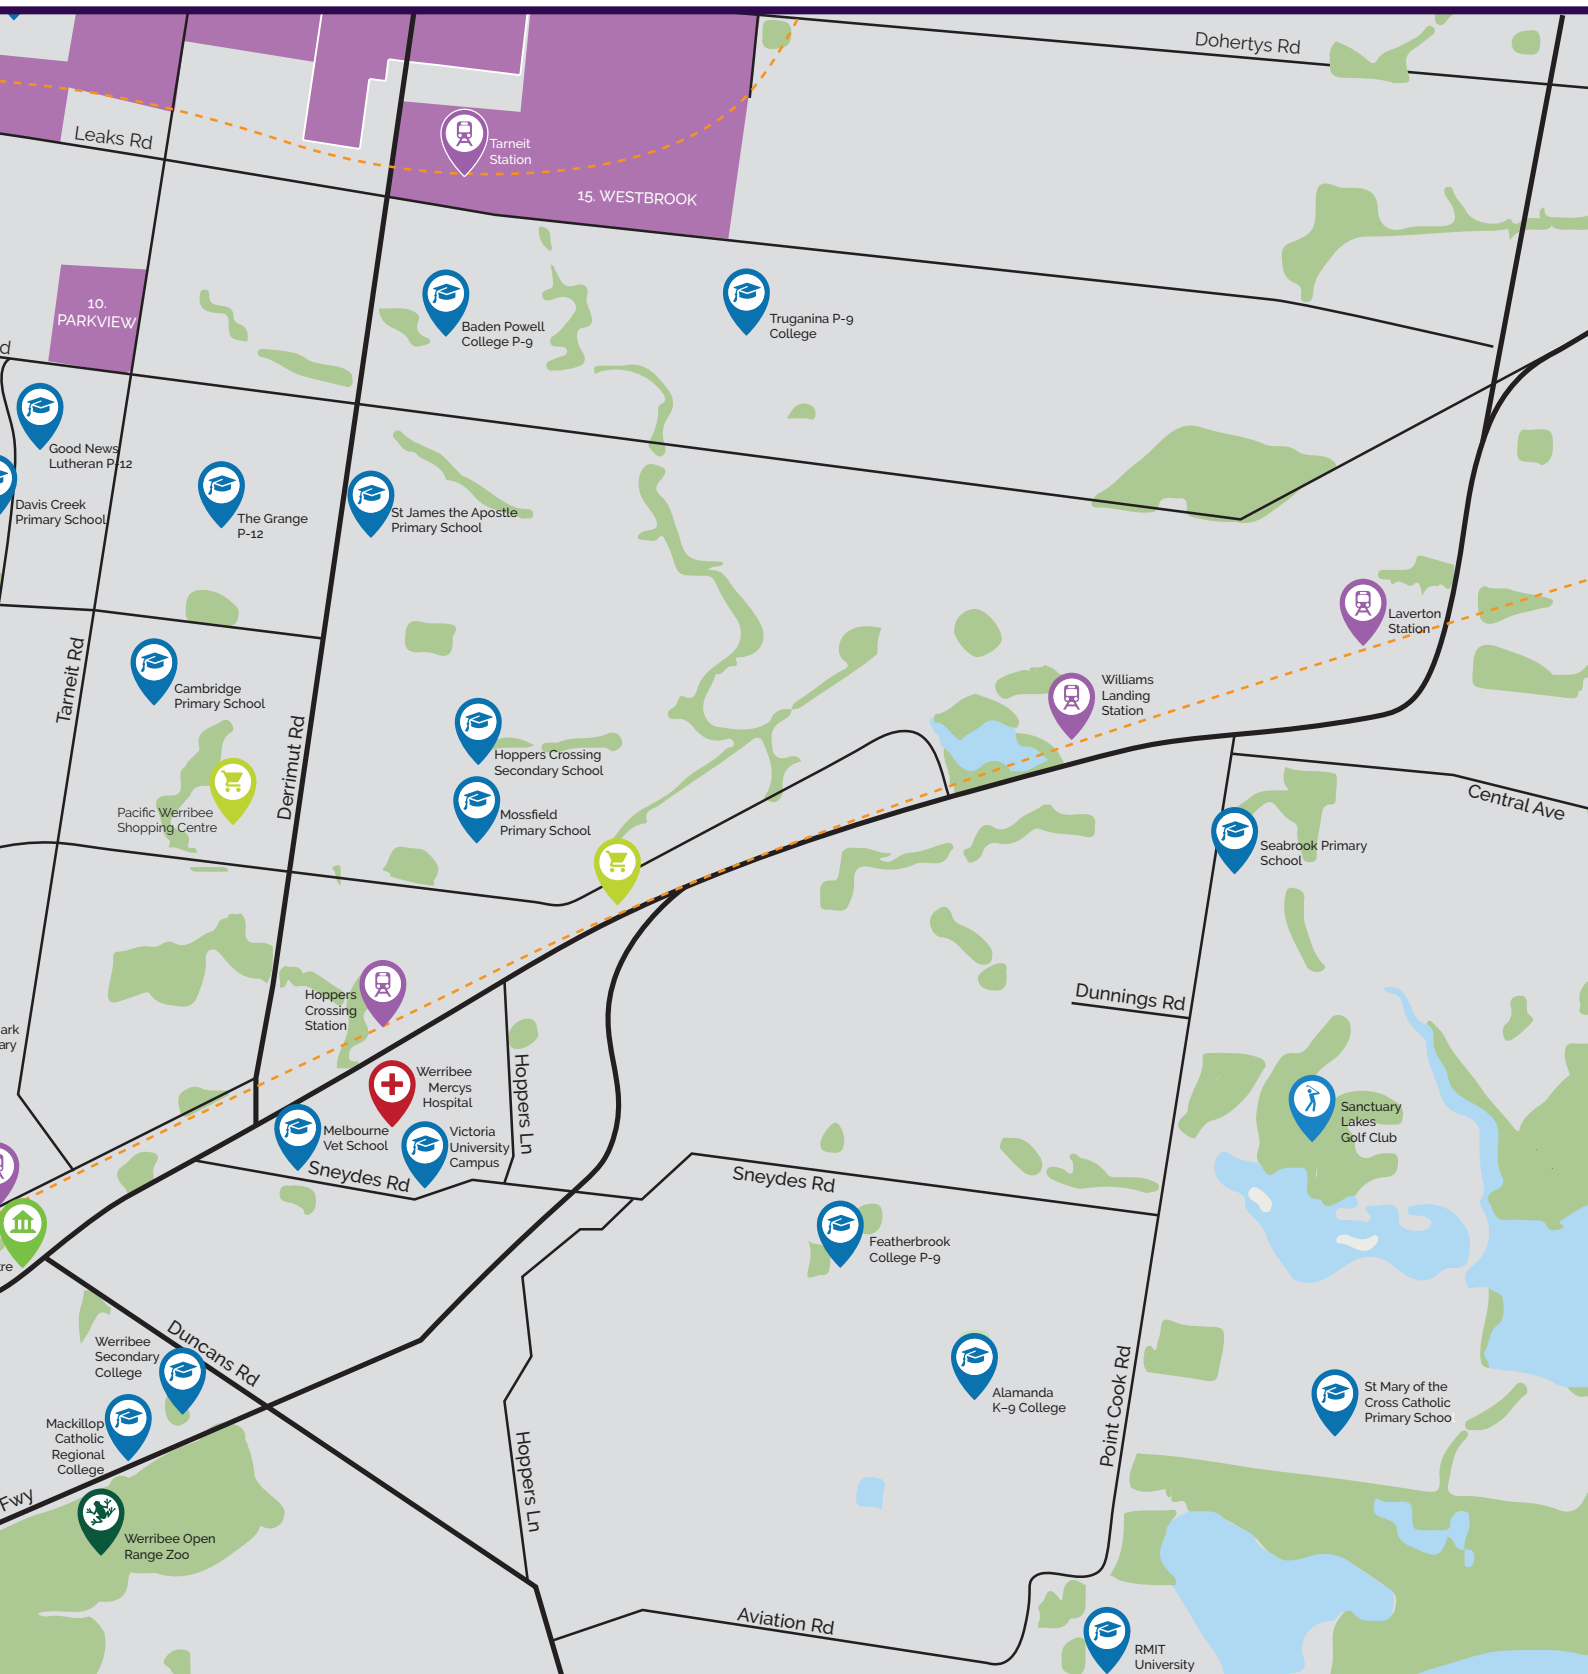 Dohertys Rd
Leaks Rd
Tarneit
Station
15. WESTBROOK
10.
PARKVIEW
d
Baden Powell
College P-9
Truganina P-9
College
Good News
Lutheran P-12
Davis Creek
Primary School
The Grange
P-12
St James the Apostle
Primary School
Laverton
Station
Tarneit Rd
Cambridge
Primary School
Williams
Landing
Station
Derrimut Rd
Hoppers Crossing
Secondary School
Pacific Werribee
Shopping Centre
Mossfield
Primary School
Central Ave
Seabrook Primary
School
Hoppers
Crossing
Station
Dunnings Rd
ark
ary
Werribee
Mercys
Hospital
Hoppers Ln
Melbourne
Vet School
Victoria
University
Campus
Sanctuary
Lakes
Golf Club
Sneydes Rd
Sneydes Rd
Featherbrook
College P-9
tre
Duncans Rd
Werribee
Secondary
College
Mackillop
Catholic
Regional
College
Alamanda
K–9 College
Point Cook Rd
St Mary of the
Cross Catholic
Primary Schoo
Hoppers Ln
Fwy
Werribee Open
Range Zoo
Aviation Rd
RMIT
University